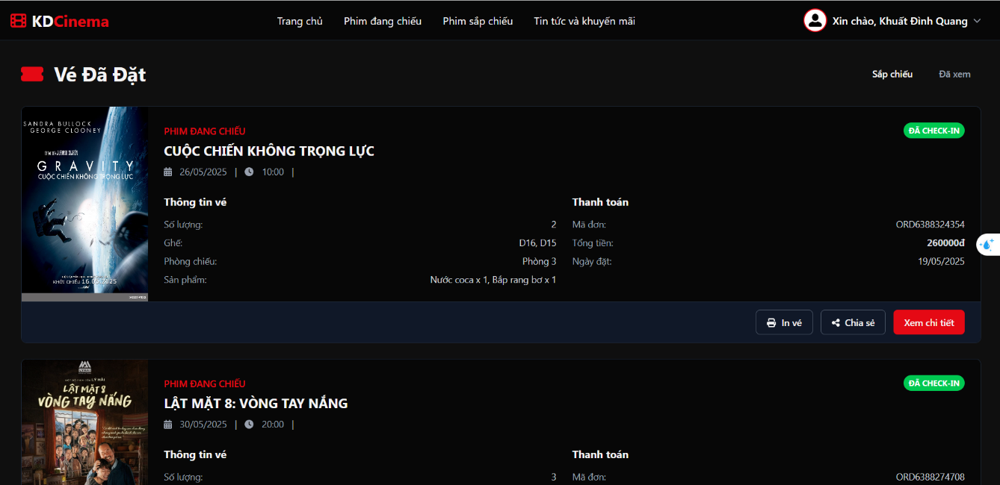 KDCinema
Trang chủ Phim đang chiếu Phim sắp chiếu Tin tức và khuyến mãi
Xin chào, Khuất Đình Quang
Vé Đã Đặt
Sắp chiếu Đã xem
SANDRA BULLOCK
GEORGE CLOONEY
GRAVITY
CUỘC CHIẾN KHÔNG TRỌNG LỰC
PHIM ĐANG CHIẾU
ĐÃ CHECK-IN
CUỘC CHIẾN KHÔNG TRỌNG LỰC
26/05/2025 | 10:00 |
Thông tin vé
Số lượng: 2
Ghế: D16, D15
Phòng chiếu: Phòng 3
Sản phẩm: Nước coca x 1, Bắp rang bơ x 1
Thanh toán
Mã đơn: ORD6388324354
Tổng tiền: 260000đ
Ngày đặt: 19/05/2025
In vé
Chia sẻ
Xem chi tiết
MỘT BỘ PHIM CỦA LÝ HẢI
LẬT MẶT 8
VÒNG TAY NẮNG
PHIM ĐANG CHIẾU
ĐÃ CHECK-IN
LẬT MẶT 8: VÒNG TAY NẮNG
30/05/2025 | 20:00 |
Thông tin vé
Số lượng: 3
Thanh toán
Mã đơn: ORD6388274708